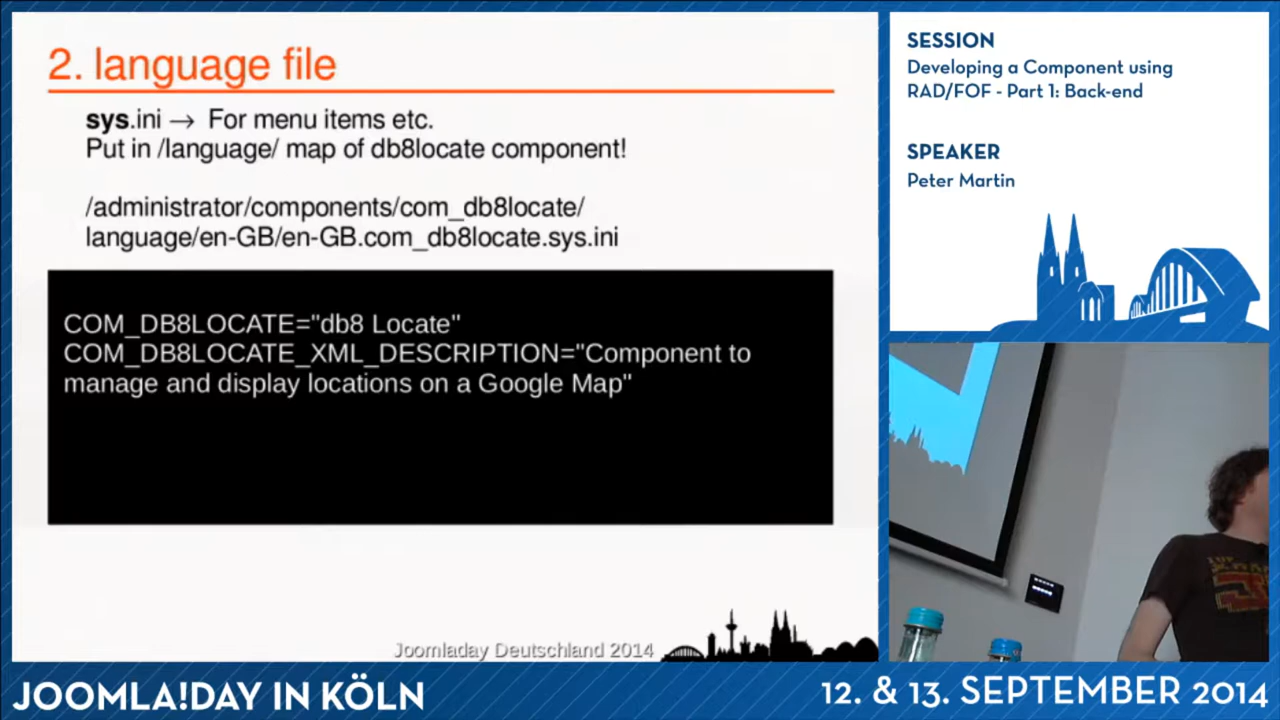 2. language file
sys.ini → For menu items etc.
Put in /language/ map of db8locate component!
/administrator/components/com_db8locate/
language/en-GB/en-GB.com_db8locate.sys.ini
COM_DB8LOCATE="db8 Locate"
COM_DB8LOCATE_XML_DESCRIPTION="Component to
manage and display locations on a Google Map"
Joomladay Deutschland 2014
SESSION
Developing a Component using
RAD/FOF - Part 1: Back-end
SPEAKER
Peter Martin
JOOMLA!DAY IN KÖLN
12. & 13. SEPTEMBER 2014